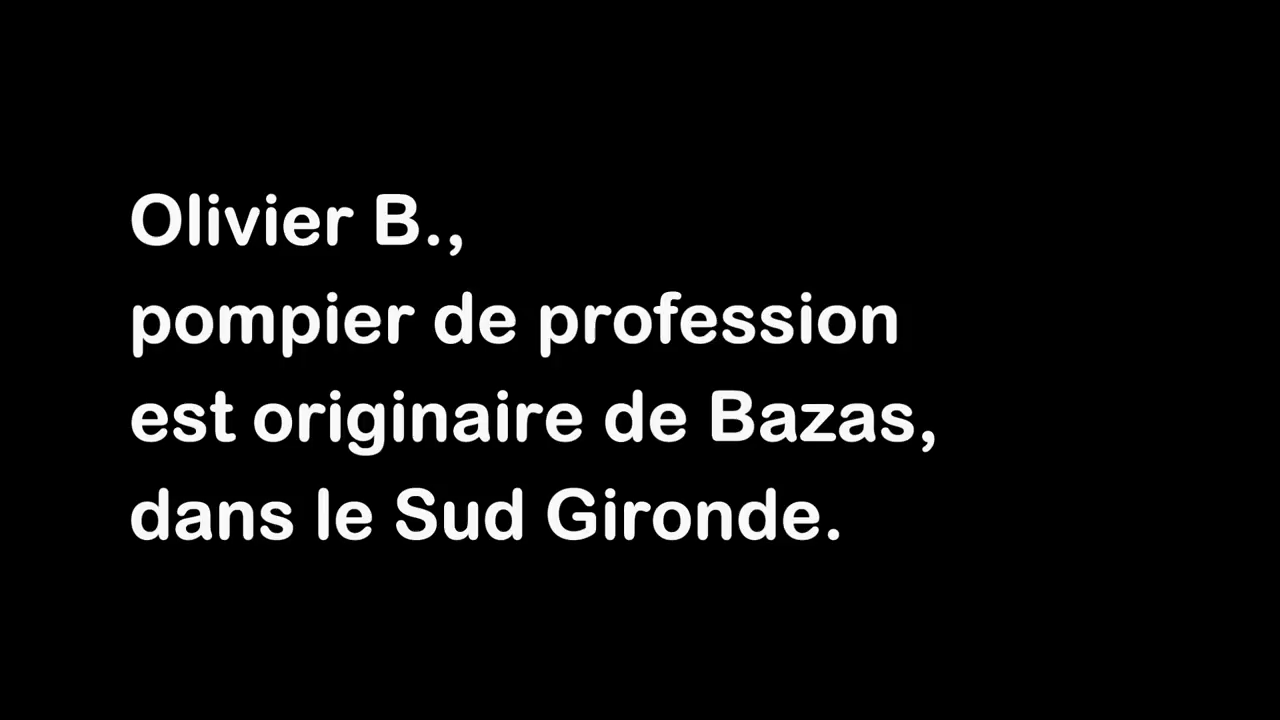 Olivier B.,
pompier de profession
est originaire de Bazas,
dans le Sud Gironde.